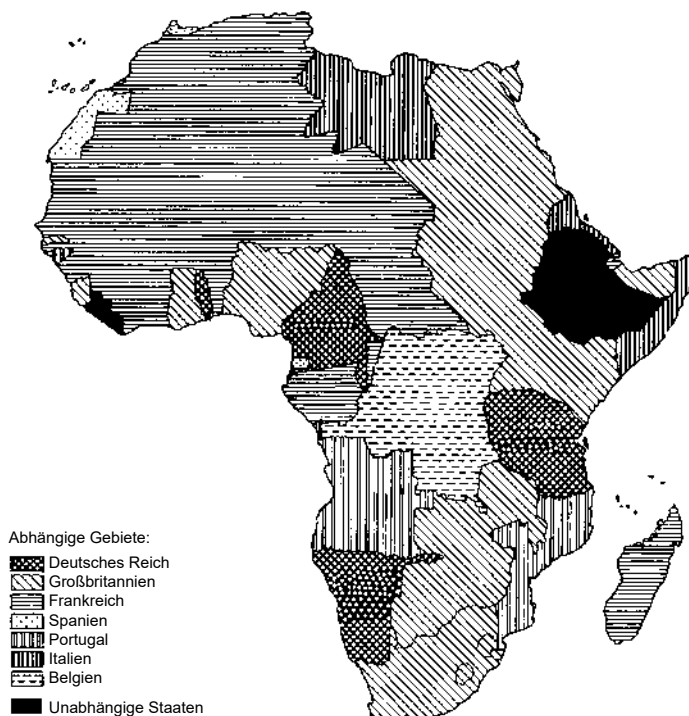 Abhängige Gebiete:
Deutsches Reich
Großbritannien
Frankreich
Spanien
Portugal
Italien
Belgien
Unabhängige Staaten